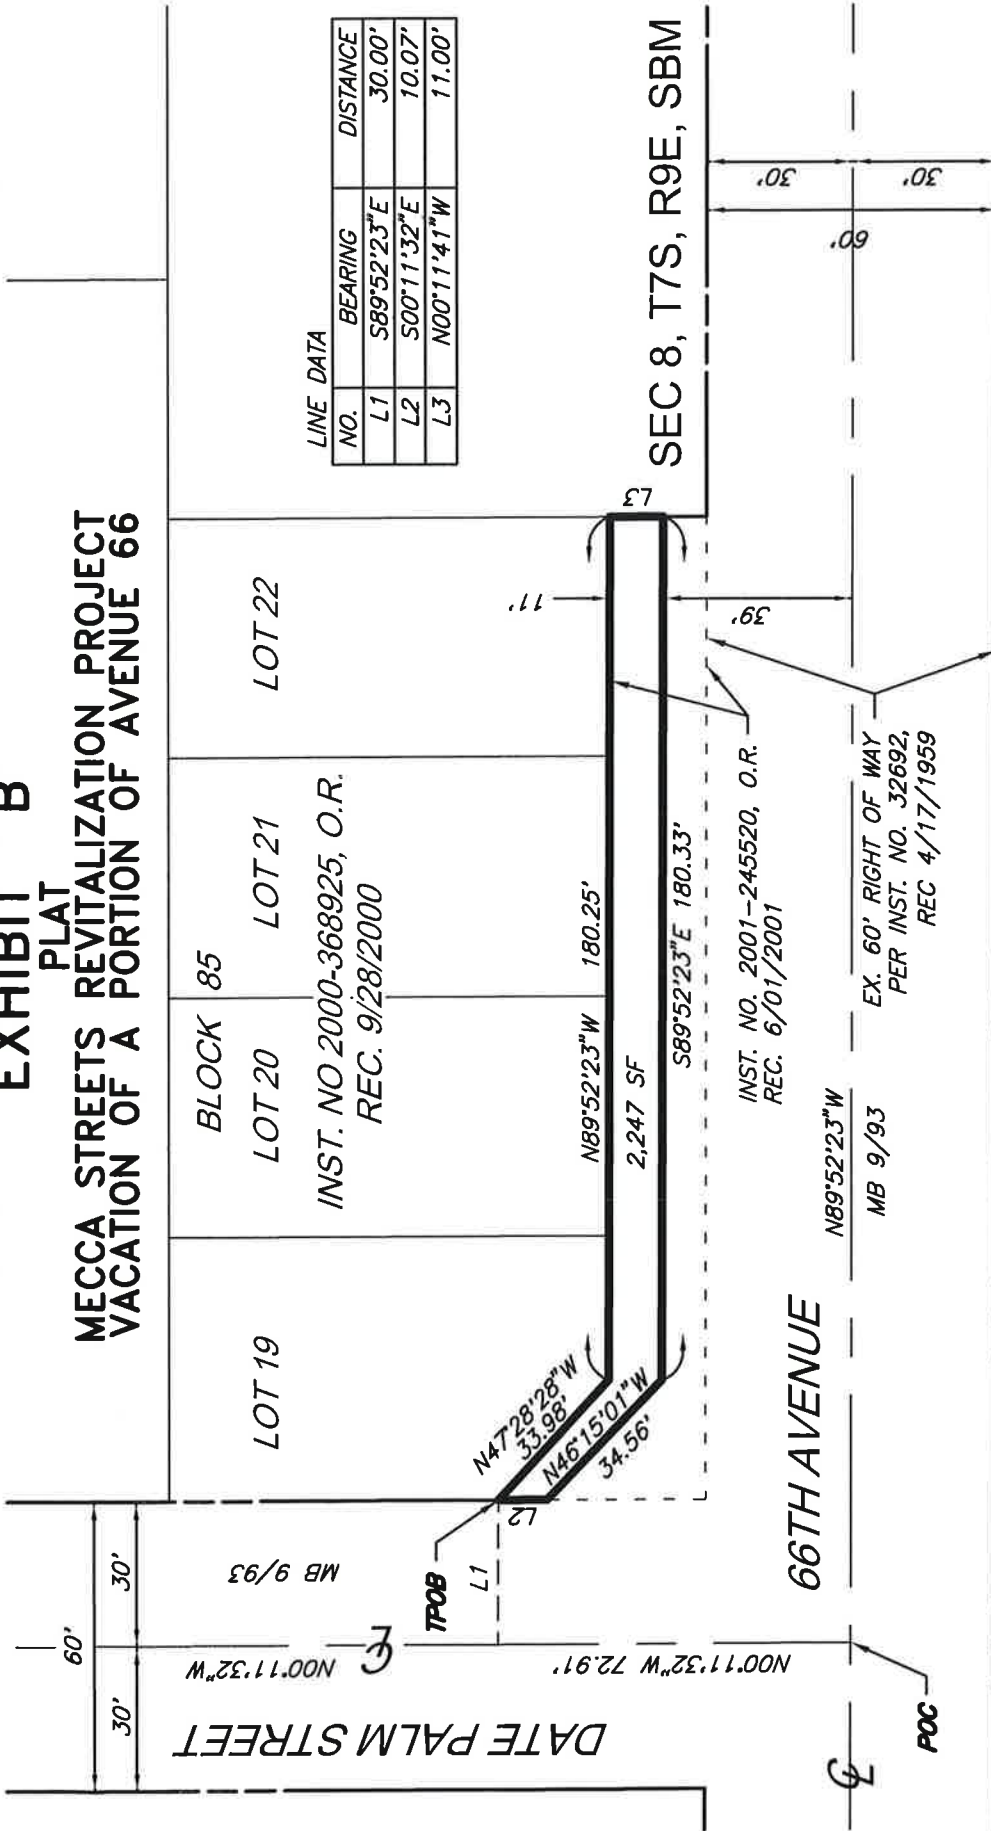 EXHIBIT "B"
PLAT
MECCA STREETS REVITALIZATION PROJECT
VACATION OF A PORTION OF AVENUE 66
60'
30'
30'
DATE PALM STREET
N00°11'32"W
MB 9/93
BLOCK 85
LOT 19
LOT 20
LOT 21
LOT 22
INST. NO 2000-368925, O.R.
REC. 9/28/2000
LINE DATA
NO. BEARING DISTANCE
L1 S89°52'23"E 30.00'
L2 S00°11'32"E 10.07'
L3 N00°11'41"W 11.00'
TPOB
L1
L2
N47°28'28"W
33.98'
N46°15'01"W
34.56'
N89°52'23"W 180.25'
2,247 SF
S89°52'23"E 180.33'
11'
L3
39'
SEC 8, T7S, R9E, SBM
30'
30'
60'
INST. NO. 2001-245520, O.R.
REC. 6/01/2001
EX. 60' RIGHT OF WAY
PER INST. NO. 32692,
REC 4/17/1959
N00°11'32"W 72.91'
66TH AVENUE
N89°52'23"W
MB 9/93
POC